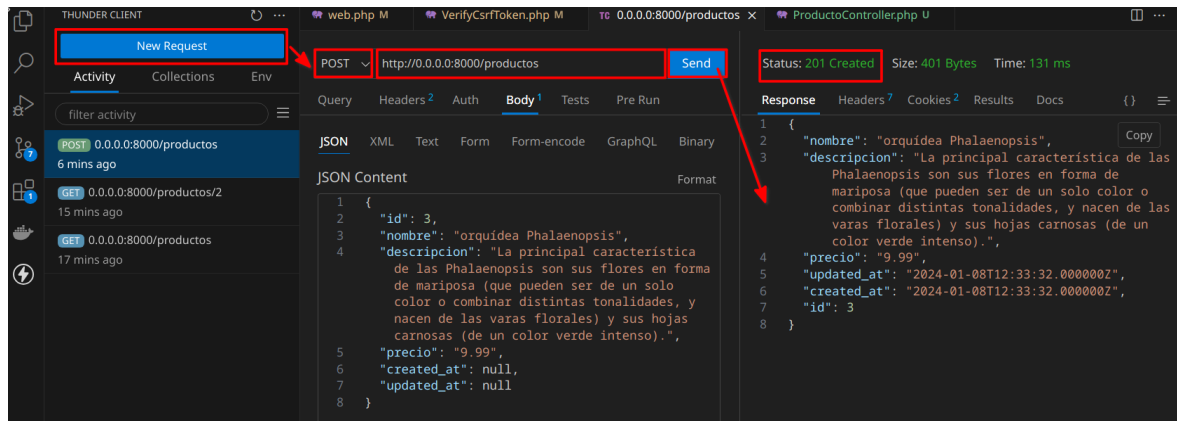 THUNDER CLIENT
New Request
Activity Collections Env
filter activity
POST 0.0.0.0:8000/productos
6 mins ago
GET 0.0.0.0:8000/productos/2
15 mins ago
GET 0.0.0.0:8000/productos
17 mins ago
7
1
web.php M
VerifyCsrfToken.php M
TC 0.0.0.0:8000/productos
ProductoController.php U
POST http://0.0.0.0:8000/productos Send
Query Headers 2 Auth Body 1 Tests Pre Run
JSON XML Text Form Form-encode GraphQL Binary
JSON Content Format
1 {
2 "id": 3,
3 "nombre": "orquídea Phalaenopsis",
4 "descripcion": "La principal característica
de las Phalaenopsis son sus flores en forma
de mariposa (que pueden ser de un solo
color o combinar distintas tonalidades, y
nacen de las varas florales) y sus hojas
carnosas (de un color verde intenso).",
5 "precio": "9.99",
6 "created_at": null,
7 "updated_at": null
8 }
Status: 201 Created Size: 401 Bytes Time: 131 ms
Response Headers 7 Cookies 2 Results Docs {}
Copy
1 {
2 "nombre": "orquídea Phalaenopsis",
3 "descripcion": "La principal característica de las
Phalaenopsis son sus flores en forma de
mariposa (que pueden ser de un solo color o
combinar distintas tonalidades, y nacen de las
varas florales) y sus hojas carnosas (de un
color verde intenso).",
4 "precio": "9.99",
5 "updated_at": "2024-01-08T12:33:32.000000Z",
6 "created_at": "2024-01-08T12:33:32.000000Z",
7 "id": 3
8 }